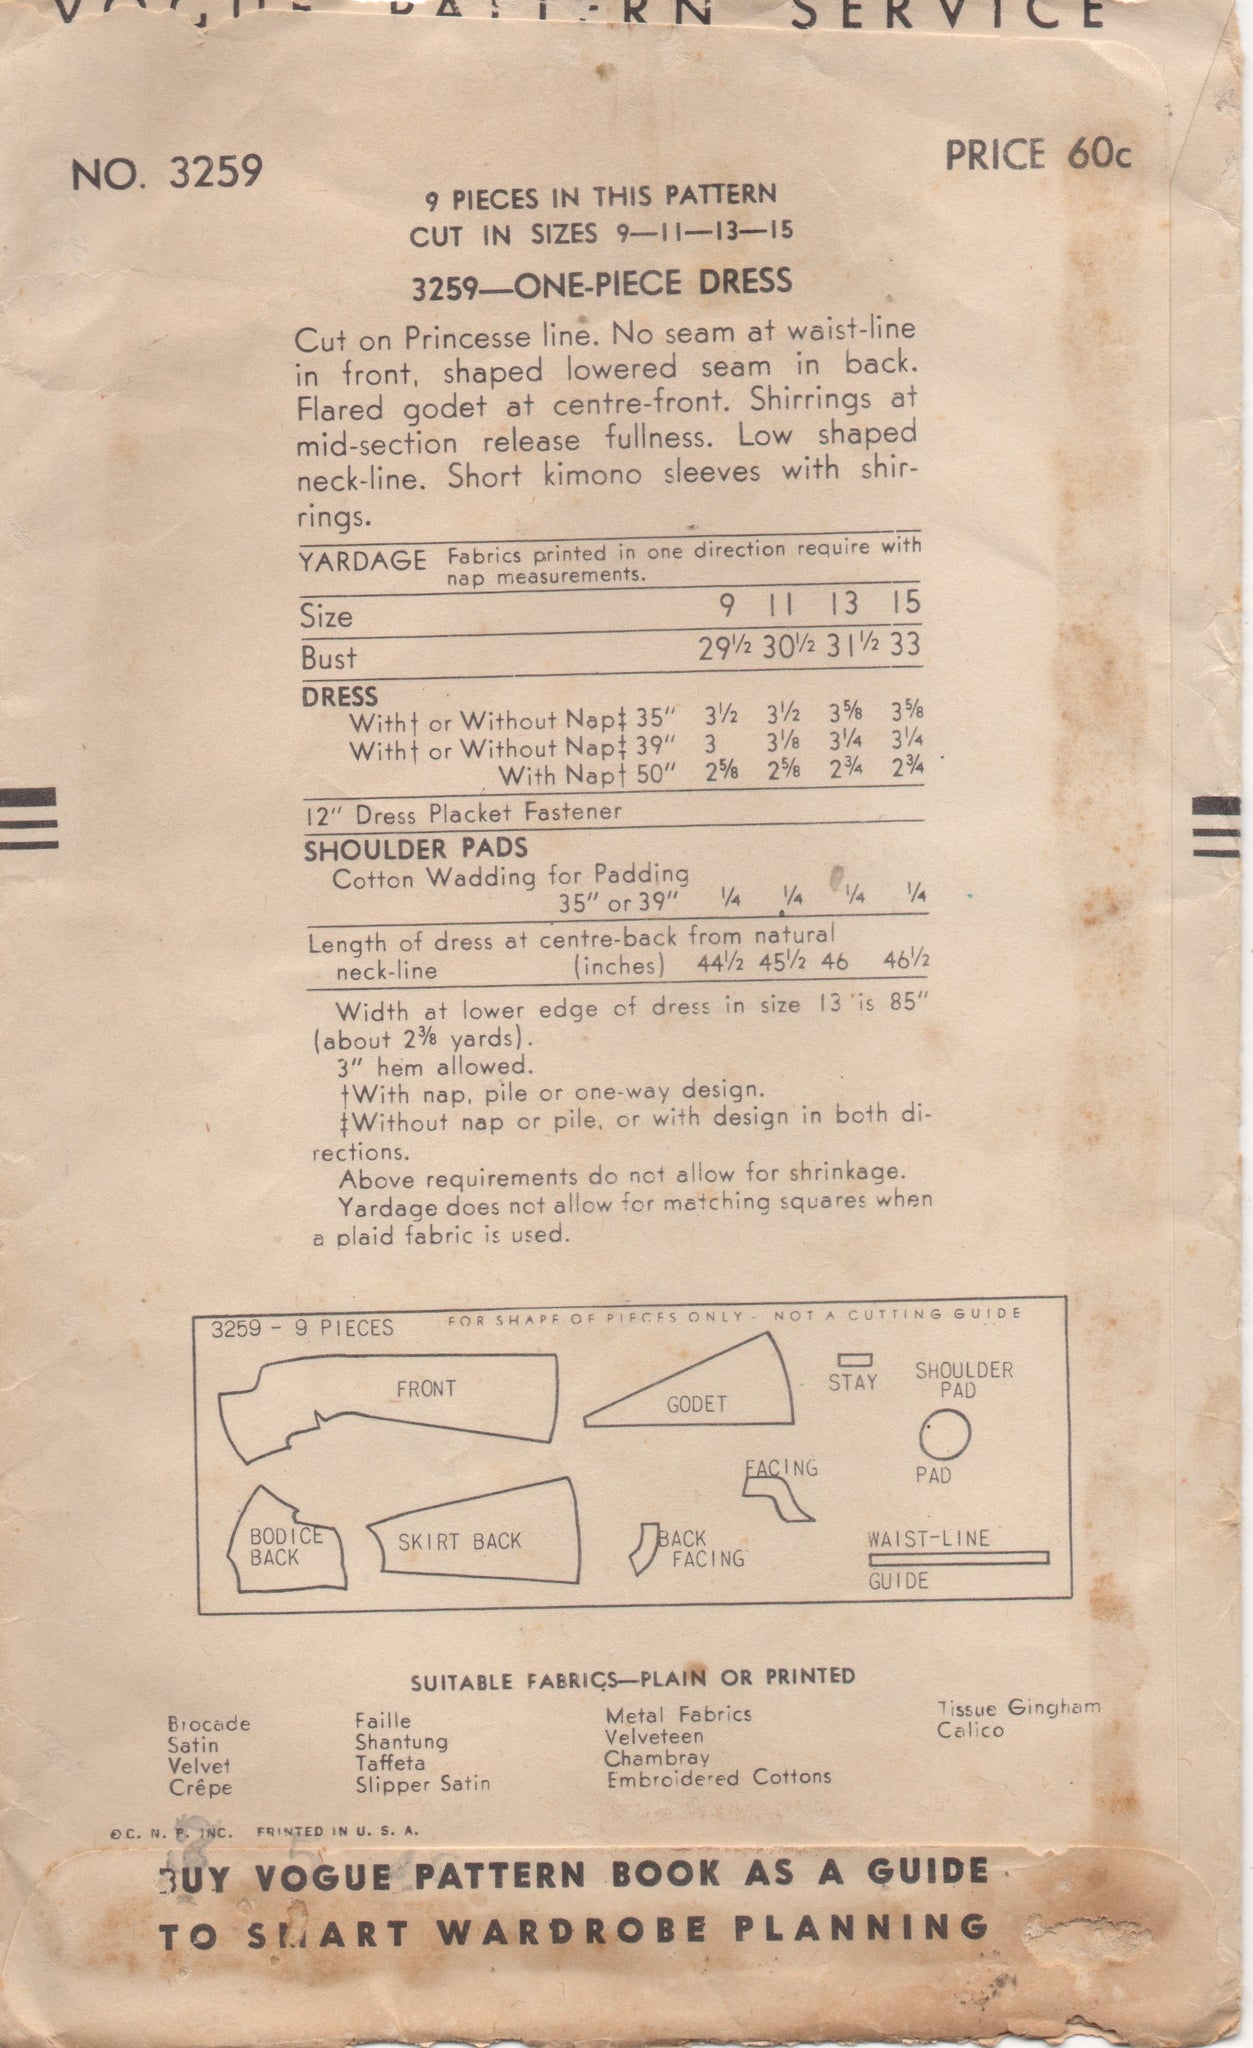 VOGUE PATTERN SERVICE
NO. 3259
PRICE 60c
9 PIECES IN THIS PATTERN
CUT IN SIZES 9—11—13—15
3259—ONE-PIECE DRESS
Cut on Princesse line. No seam at waist-line
in front, shaped lowered seam in back.
Flared godet at centre-front. Shirrings at
mid-section release fullness. Low shaped
neck-line. Short kimono sleeves with shir-
rings.
YARDAGE Fabrics printed in one direction require with
nap measurements.
Size 9 11 13 15
Bust 29½ 30½ 31½ 33
DRESS
With† or Without Nap‡ 35" 3½ 3½ 3⅝ 3⅝
With† or Without Nap‡ 39" 3 3⅛ 3¼ 3¼
With Nap† 50" 2⅝ 2⅝ 2¾ 2¾
12" Dress Placket Fastener
SHOULDER PADS
Cotton Wadding for Padding
35" or 39" ¼ ¼ ¼ ¼
Length of dress at centre-back from natural
neck-line (inches) 44½ 45½ 46 46½
Width at lower edge of dress in size 13 is 85"
(about 2⅜ yards).
3" hem allowed.
†With nap, pile or one-way design.
‡Without nap or pile, or with design in both di-
rections.
Above requirements do not allow for shrinkage.
Yardage does not allow for matching squares when
a plaid fabric is used.
3259 - 9 PIECES FOR SHAPE OF PIECES ONLY - NOT A CUTTING GUIDE
FRONT
GODET
STAY
SHOULDER
PAD
PAD
FACING
BODICE
BACK
SKIRT BACK
BACK
FACING
WAIST-LINE
GUIDE
SUITABLE FABRICS—PLAIN OR PRINTED
Brocade
Satin
Velvet
Crêpe
Faille
Shantung
Taffeta
Slipper Satin
Metal Fabrics
Velveteen
Chambray
Embroidered Cottons
Tissue Gingham
Calico
©C. N. P. INC. PRINTED IN U. S. A.
BUY VOGUE PATTERN BOOK AS A GUIDE
TO SMART WARDROBE PLANNING